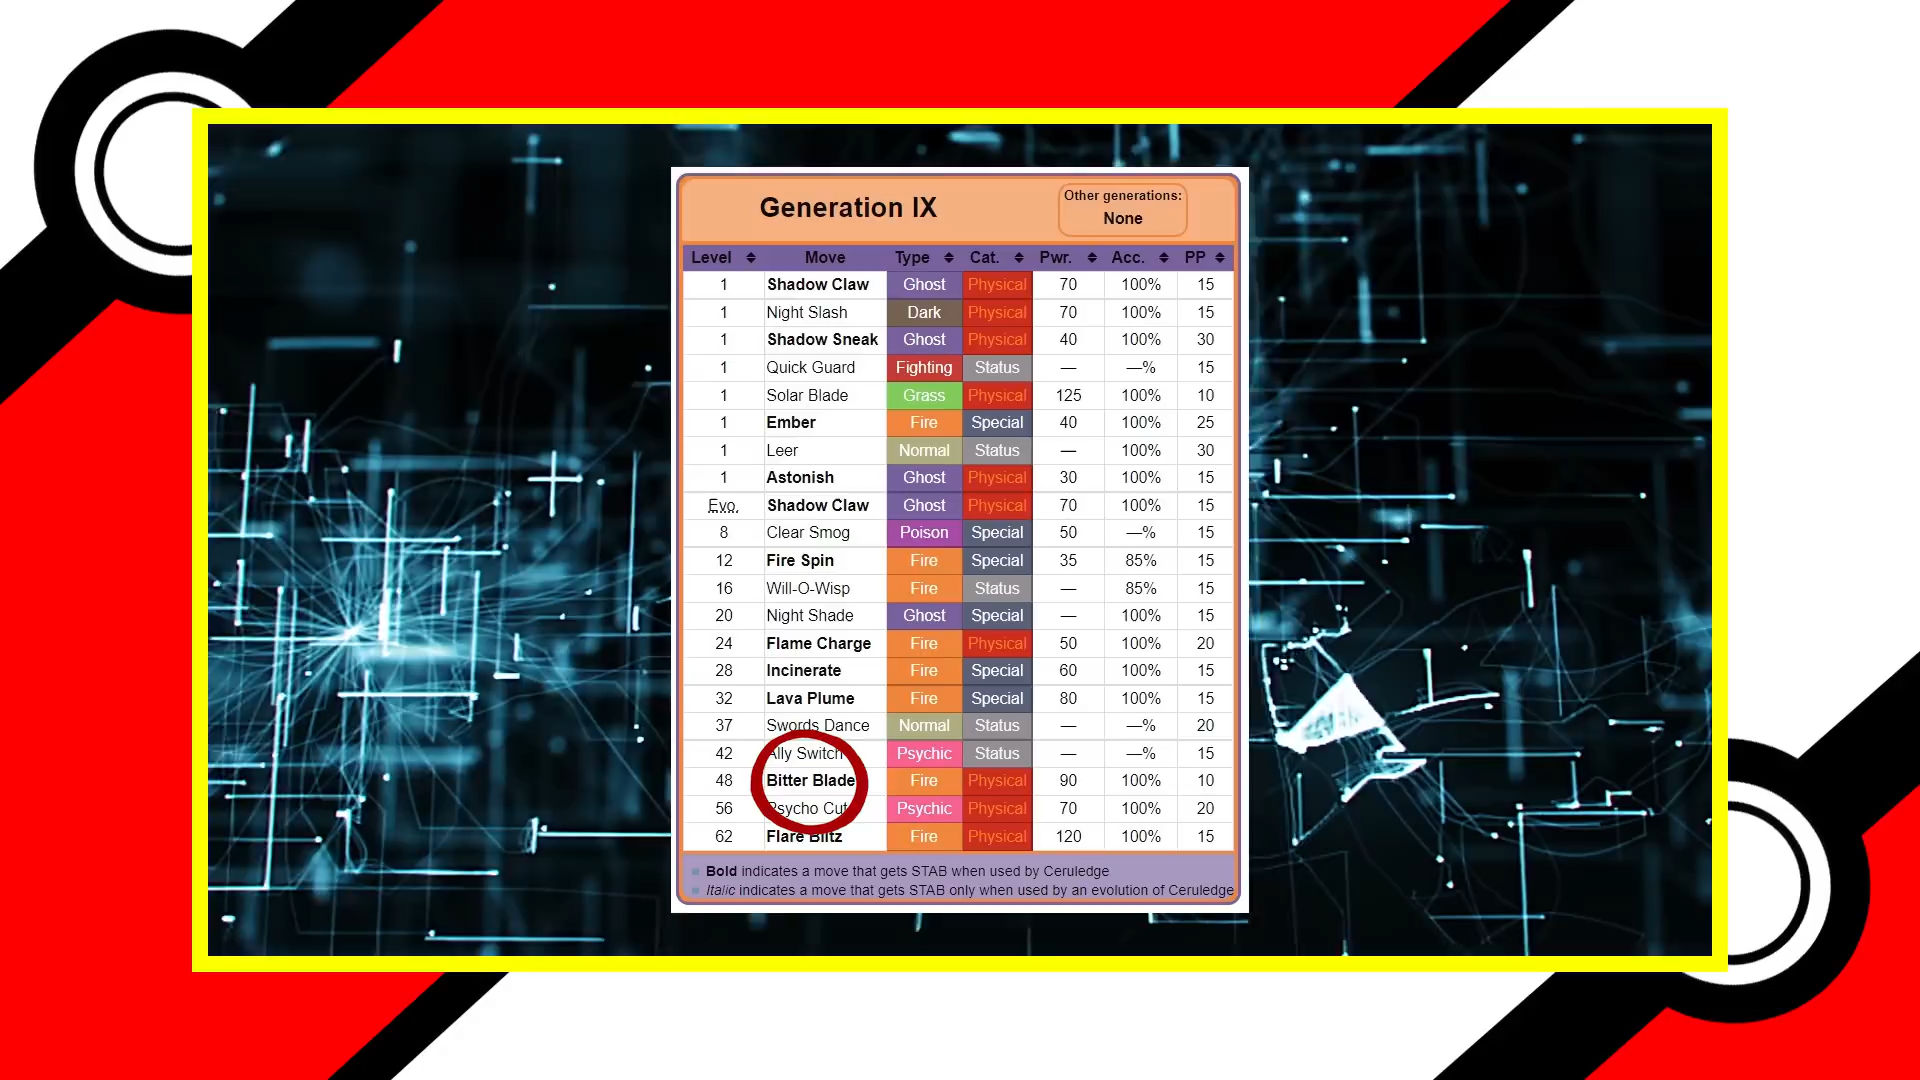 Generation IX
Other generations:
None
Level Move Type Cat. Pwr. Acc. PP
1 Shadow Claw Ghost Physical 70 100% 15
1 Night Slash Dark Physical 70 100% 15
1 Shadow Sneak Ghost Physical 40 100% 30
1 Quick Guard Fighting Status — —% 15
1 Solar Blade Grass Physical 125 100% 10
1 Ember Fire Special 40 100% 25
1 Leer Normal Status — 100% 30
1 Astonish Ghost Physical 30 100% 15
Evo. Shadow Claw Ghost Physical 70 100% 15
8 Clear Smog Poison Special 50 —% 15
12 Fire Spin Fire Special 35 85% 15
16 Will-O-Wisp Fire Status — 85% 15
20 Night Shade Ghost Special — 100% 15
24 Flame Charge Fire Physical 50 100% 20
28 Incinerate Fire Special 60 100% 15
32 Lava Plume Fire Special 80 100% 15
37 Swords Dance Normal Status — —% 20
42 Ally Switch Psychic Status — —% 15
48 Bitter Blade Fire Physical 90 100% 10
56 Psycho Cut Psychic Physical 70 100% 20
62 Flare Blitz Fire Physical 120 100% 15
Bold indicates a move that gets STAB when used by Ceruledge
Italic indicates a move that gets STAB only when used by an evolution of Ceruledge